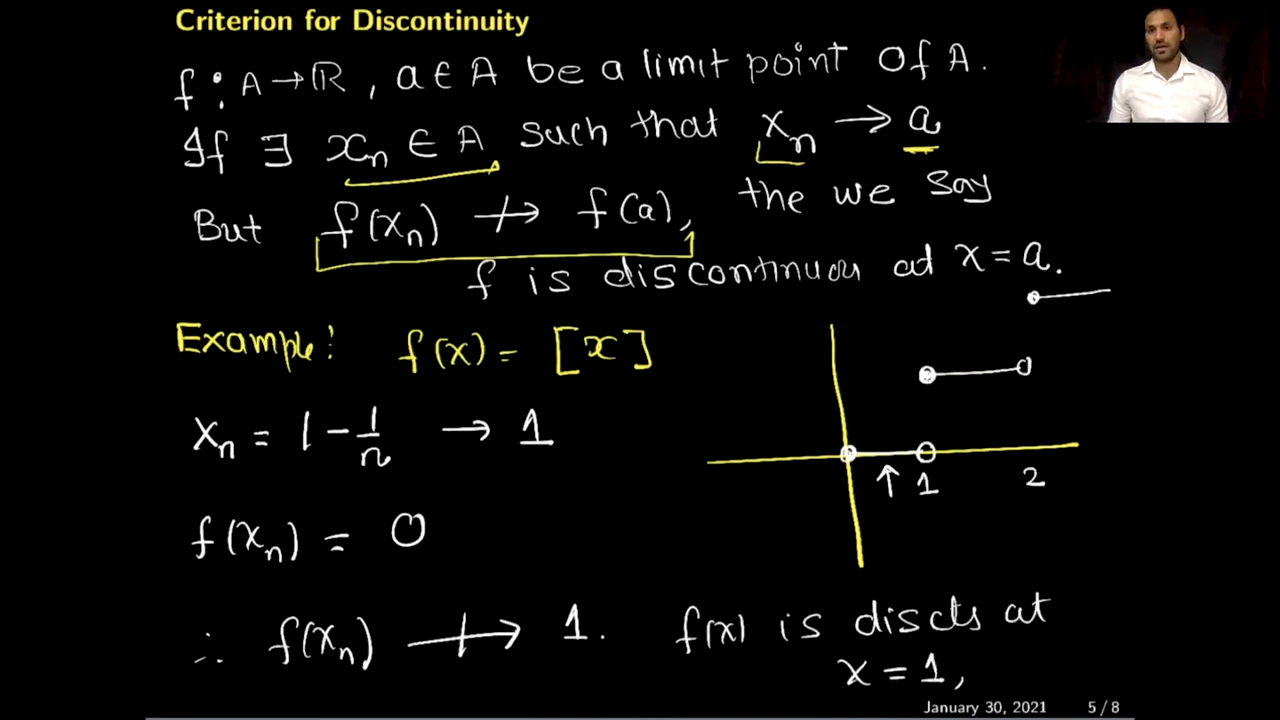 Criterion for Discontinuity
f : A → ℝ, a ∈ A be a limit point of A.
If ∃ xₙ ∈ A such that xₙ → a
But f(xₙ) ↛ f(a), the we say
f is discontinuous at x = a.
Example: f(x) = [x]
xₙ = 1 - 1/n → 1
1 2
f(xₙ) = 0
∴ f(xₙ) ↛ 1. f(x) is discts at
x = 1,
January 30, 2021 5 / 8